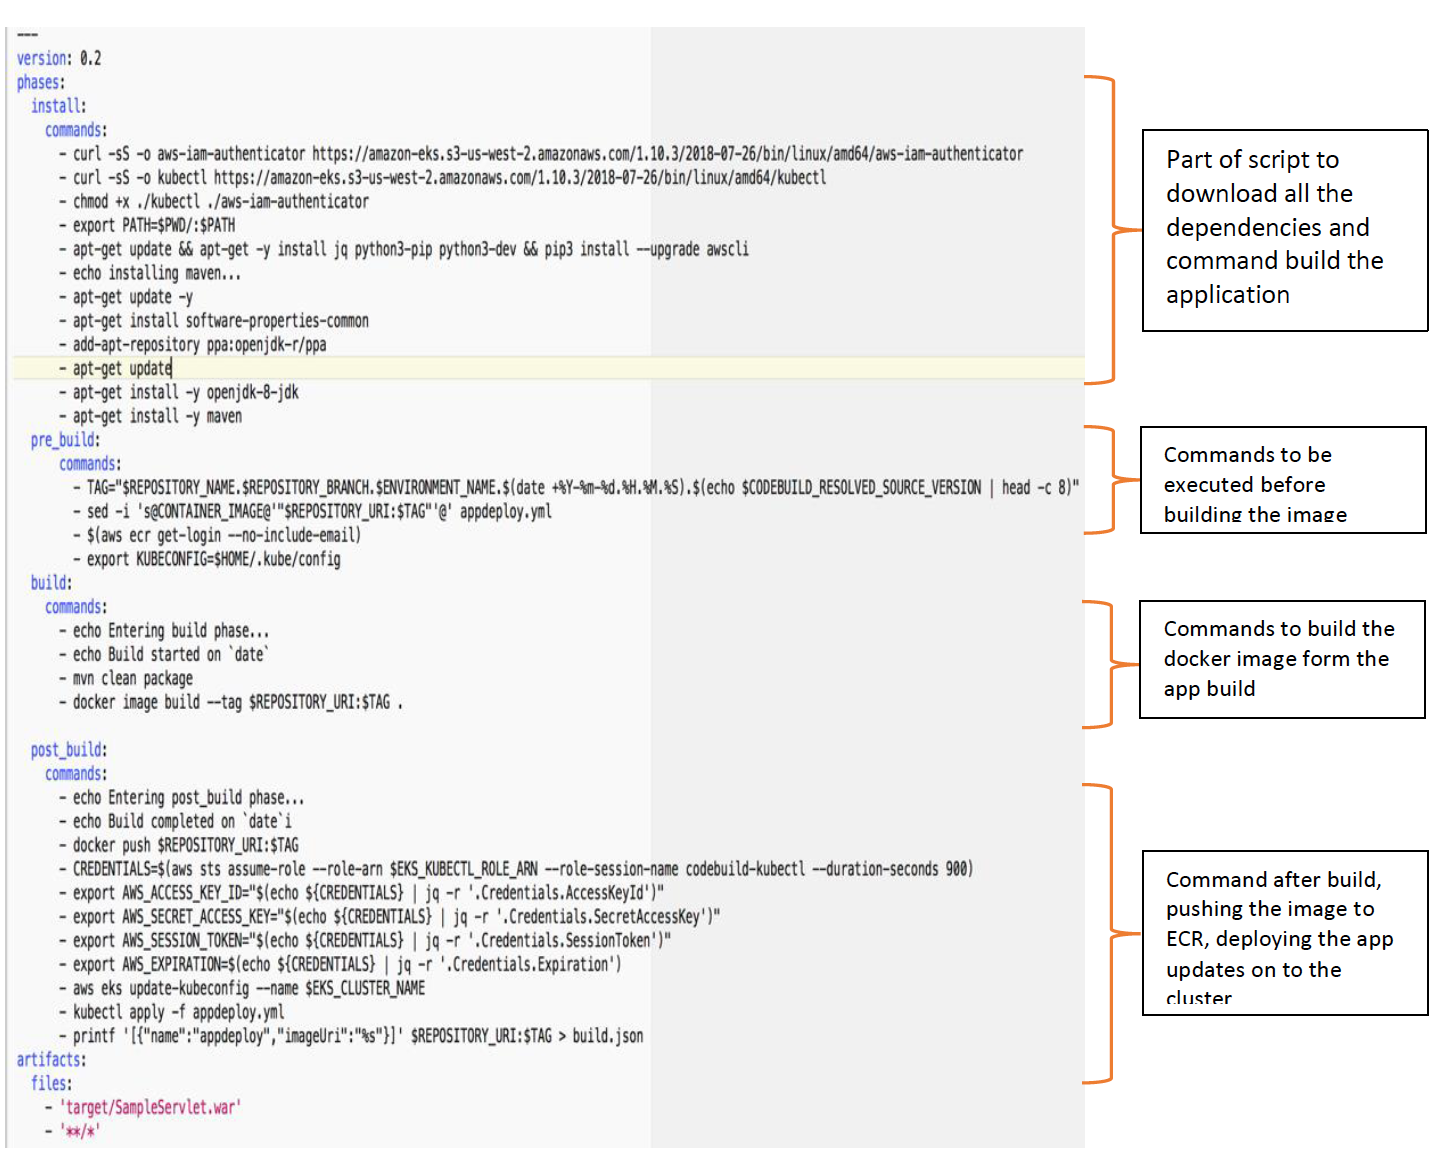 ---
version: 0.2
phases:
  install:
    commands:
      - curl -sS -o aws-iam-authenticator https://amazon-eks.s3-us-west-2.amazonaws.com/1.10.3/2018-07-26/bin/linux/amd64/aws-iam-authenticator
      - curl -sS -o kubectl https://amazon-eks.s3-us-west-2.amazonaws.com/1.10.3/2018-07-26/bin/linux/amd64/kubectl
      - chmod +x ./kubectl ./aws-iam-authenticator
      - export PATH=$PWD/:$PATH
      - apt-get update && apt-get -y install jq python3-pip python3-dev && pip3 install --upgrade awscli
      - echo installing maven...
      - apt-get update -y
      - apt-get install software-properties-common
      - add-apt-repository ppa:openjdk-r/ppa
      - apt-get update
      - apt-get install -y openjdk-8-jdk
      - apt-get install -y maven
  pre_build:
      commands:
        - TAG="$REPOSITORY_NAME.$REPOSITORY_BRANCH.$ENVIRONMENT_NAME.$(date +%Y-%m-%d.%H.%M.%S).$(echo $CODEBUILD_RESOLVED_SOURCE_VERSION | head -c 8)"
        - sed -i 's@CONTAINER_IMAGE@'"$REPOSITORY_URI:$TAG"'@' appdeploy.yml
        - $(aws ecr get-login --no-include-email)
        - export KUBECONFIG=$HOME/.kube/config
  build:
    commands:
      - echo Entering build phase...
      - echo Build started on `date`
      - mvn clean package
      - docker image build --tag $REPOSITORY_URI:$TAG .
  post_build:
    commands:
      - echo Entering post_build phase...
      - echo Build completed on `date`i
      - docker push $REPOSITORY_URI:$TAG
      - CREDENTIALS=$(aws sts assume-role --role-arn $EKS_KUBECTL_ROLE_ARN --role-session-name codebuild-kubectl --duration-seconds 900)
      - export AWS_ACCESS_KEY_ID="$(echo ${CREDENTIALS} | jq -r '.Credentials.AccessKeyId')"
      - export AWS_SECRET_ACCESS_KEY="$(echo ${CREDENTIALS} | jq -r '.Credentials.SecretAccessKey')"
      - export AWS_SESSION_TOKEN="$(echo ${CREDENTIALS} | jq -r '.Credentials.SessionToken')"
      - export AWS_EXPIRATION=$(echo ${CREDENTIALS} | jq -r '.Credentials.Expiration')
      - aws eks update-kubeconfig --name $EKS_CLUSTER_NAME
      - kubectl apply -f appdeploy.yml
      - printf '[{"name":"appdeploy","imageUri":"%s"}]' $REPOSITORY_URI:$TAG > build.json
artifacts:
  files:
    - 'target/SampleServlet.war'
    - '**/*'
Part of script to
download all the
dependencies and
command build the
application
Commands to be
executed before
building the image
Commands to build the
docker image form the
app build
Command after build,
pushing the image to
ECR, deploying the app
updates on to the
cluster